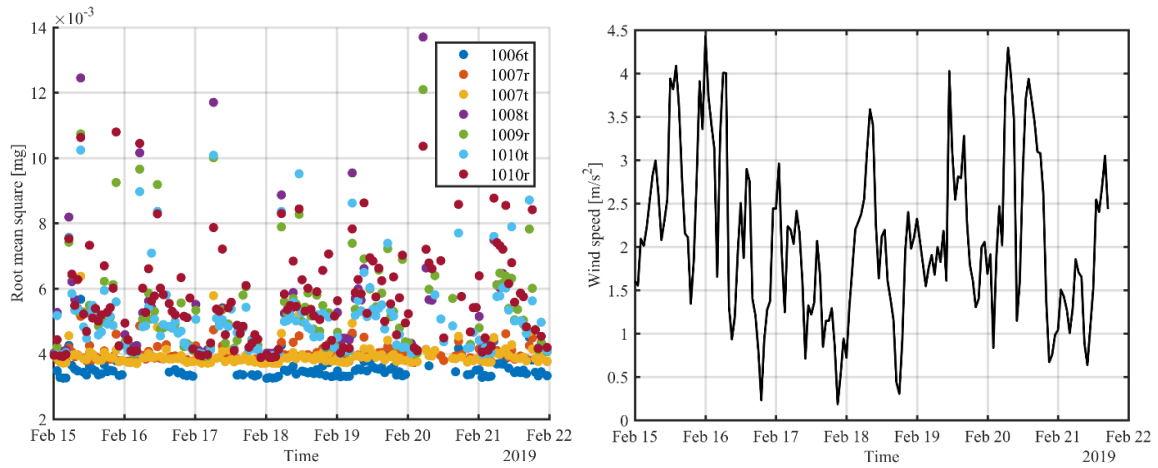 ×10⁻³
14
12
10
8
6
4
2
Root mean square [mg]
1006t
1007r
1007t
1008t
1009r
1010t
1010r
Feb 15 Feb 16 Feb 17 Feb 18 Feb 19 Feb 20 Feb 21 Feb 22
Time 2019
4.5
4
3.5
3
2.5
2
1.5
1
0.5
0
Wind speed [m/s²]
Feb 15 Feb 16 Feb 17 Feb 18 Feb 19 Feb 20 Feb 21 Feb 22
Time 2019